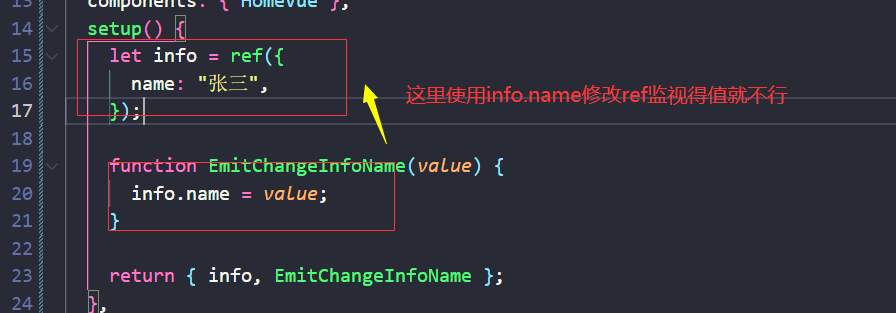 13 components: { HomeVue },
14 setup() {
15 let info = ref({
16 name: "张三",
17 });
这里使用info.name修改ref监视得值就不行
18
19 function EmitChangeInfoName(value) {
20 info.name = value;
21 }
22
23 return { info, EmitChangeInfoName };
24 },